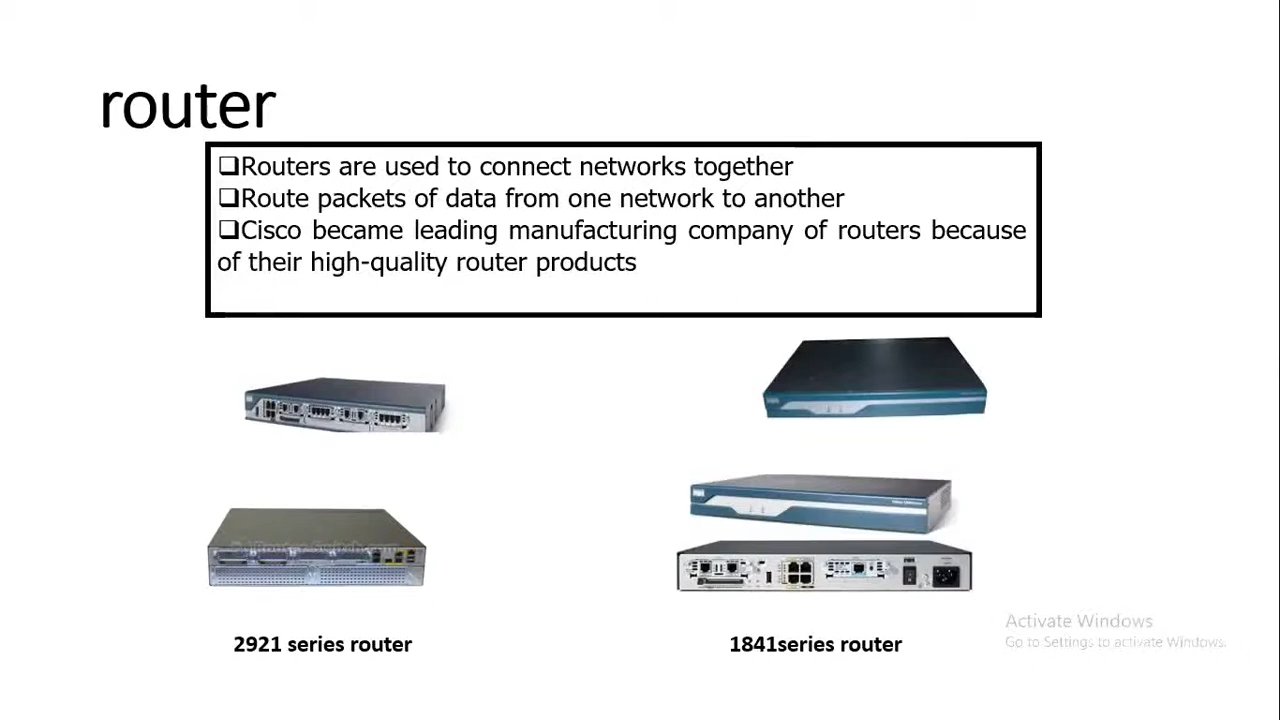 router
❑Routers are used to connect networks together
❑Route packets of data from one network to another
❑Cisco became leading manufacturing company of routers because
of their high-quality router products
2921 series router
1841series router
Activate Windows
Go to Settings to activate Windows.